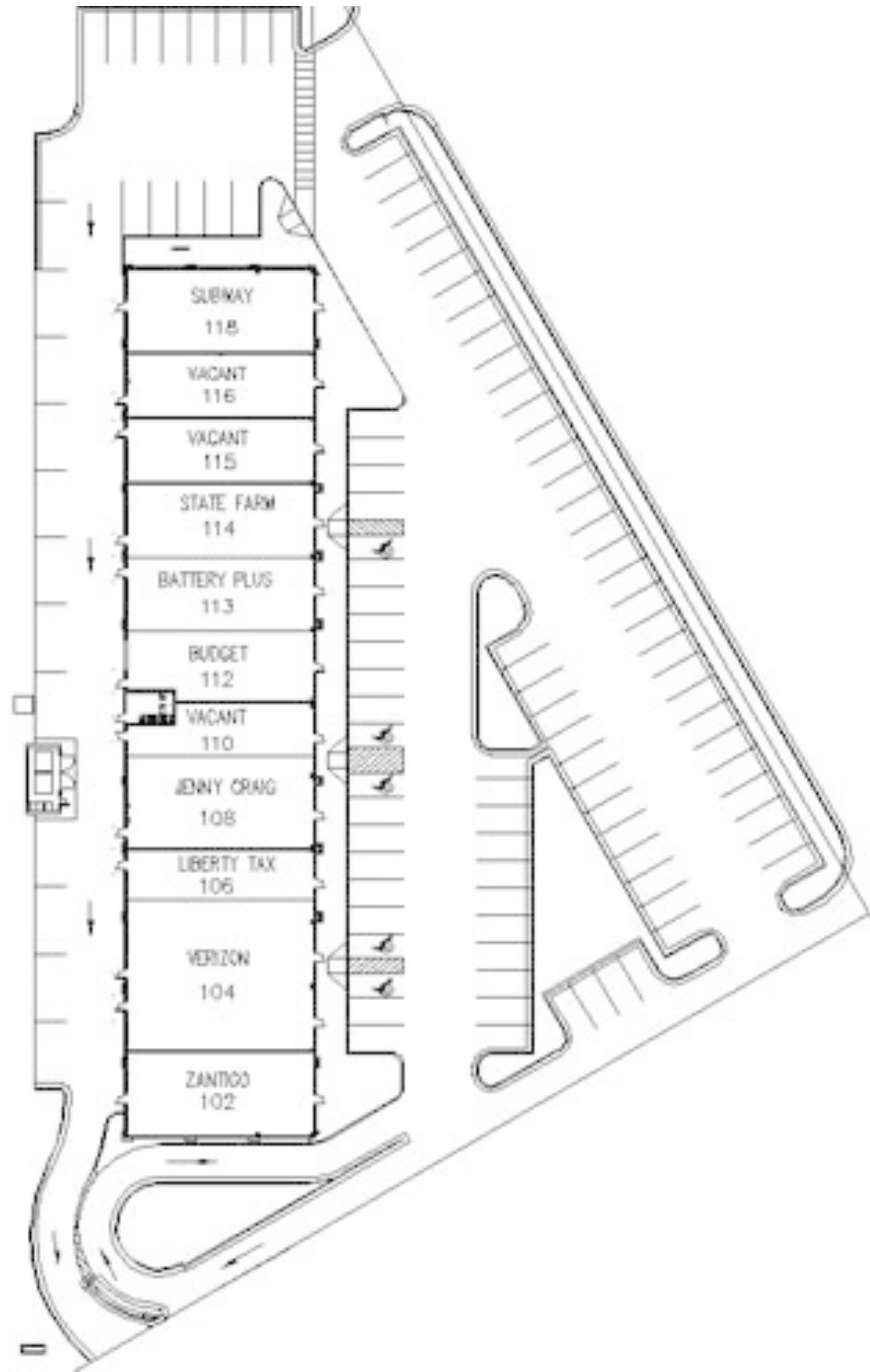 SUBWAY
118
VACANT
116
VACANT
115
STATE FARM
114
BATTERY PLUS
113
BUDGET
112
VACANT
110
JENNY CRAIG
108
LIBERTY TAX
106
VERIZON
104
ZANTIGO
102